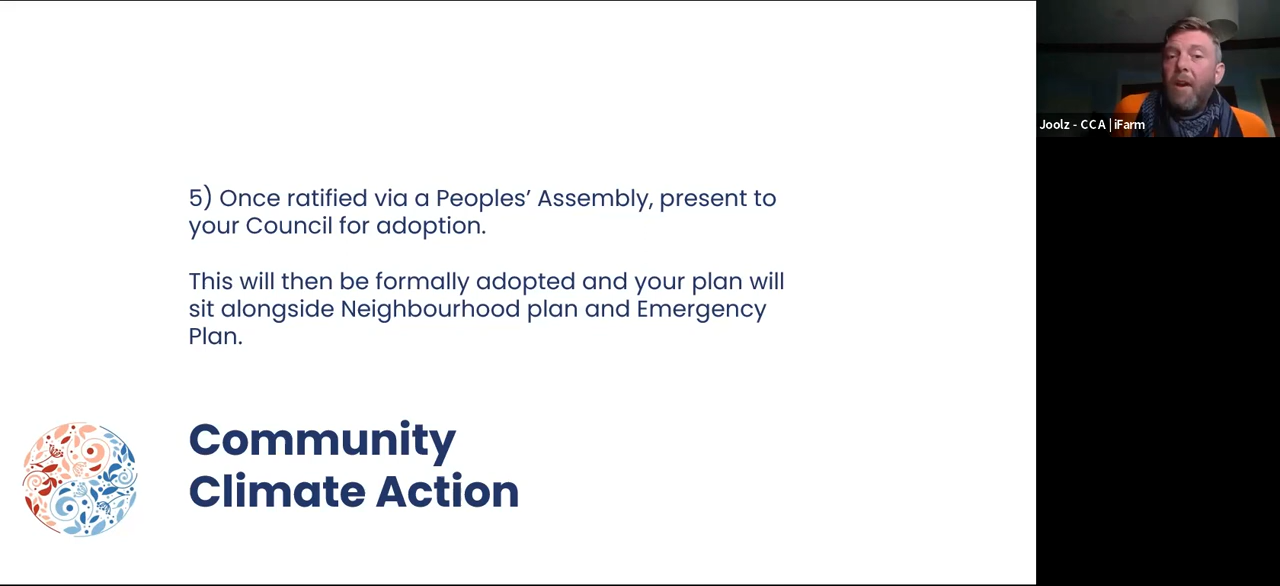 5) Once ratified via a Peoples’ Assembly, present to
your Council for adoption.
This will then be formally adopted and your plan will
sit alongside Neighbourhood plan and Emergency
Plan.
Community
Climate Action
Joolz - CCA | iFarm